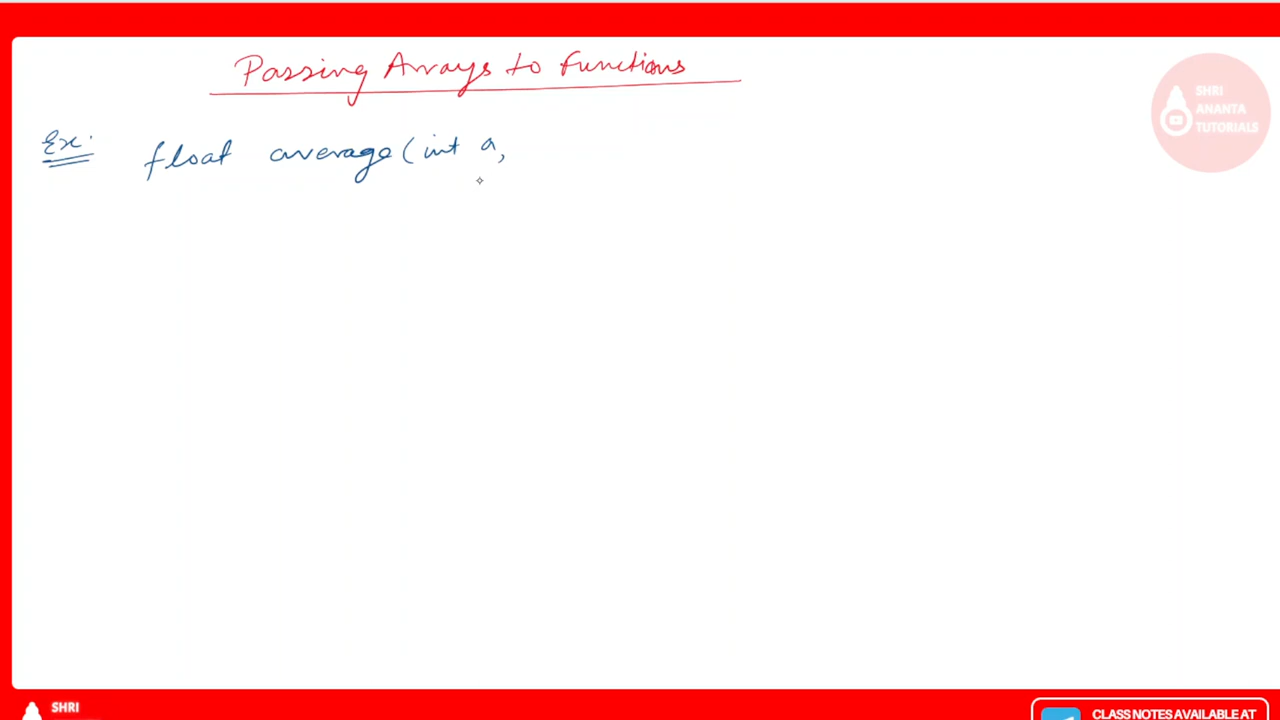 Passing Arrays to Functions
SHRI
ANANTA
TUTORIALS
Ex:
float average(int a,
SHRI
CLASS NOTES AVAILABLE AT